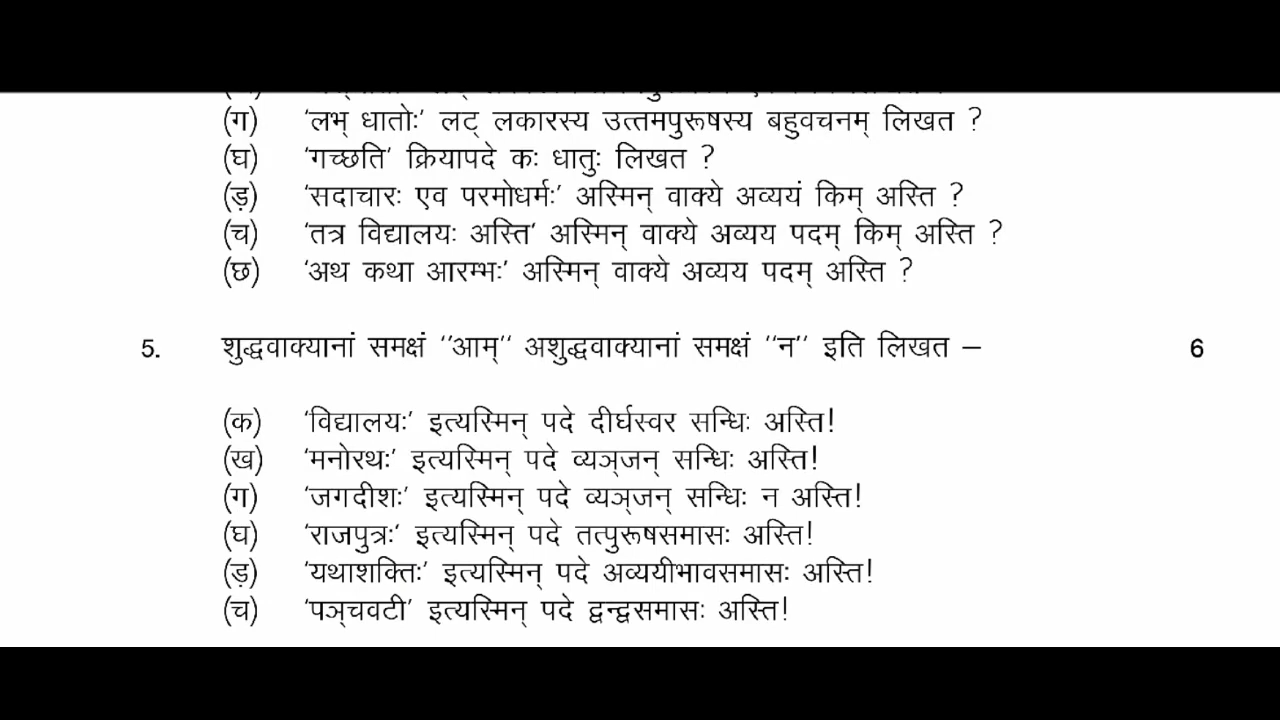 (ग) 'लभ् धातोः' लट् लकारस्य उत्तमपुरूषस्य बहुवचनम् लिखत ?
(घ) 'गच्छति' क्रियापदे कः धातुः लिखत ?
(ड़) 'सदाचारः एव परमोधर्मः' अस्मिन् वाक्ये अव्ययं किम् अस्ति ?
(च) 'तत्र विद्यालयः अस्ति' अस्मिन् वाक्ये अव्यय पदम् किम् अस्ति ?
(छ) 'अथ कथा आरम्भः' अस्मिन् वाक्ये अव्यय पदम् अस्ति ?
5. शुद्धवाक्यानां समक्षं ''आम्'' अशुद्धवाक्यानां समक्षं ''न'' इति लिखत – 6
(क) 'विद्यालयः' इत्यस्मिन् पदे दीर्घस्वर सन्धिः अस्ति!
(ख) 'मनोरथः' इत्यस्मिन् पदे व्यञ्जन् सन्धिः अस्ति!
(ग) 'जगदीशः' इत्यस्मिन् पदे व्यञ्जन् सन्धिः न अस्ति!
(घ) 'राजपुत्रः' इत्यस्मिन् पदे तत्पुरूषसमासः अस्ति!
(ड़) 'यथाशक्तिः' इत्यस्मिन् पदे अव्ययीभावसमासः अस्ति!
(च) 'पञ्चवटी' इत्यस्मिन् पदे द्वन्द्वसमासः अस्ति!